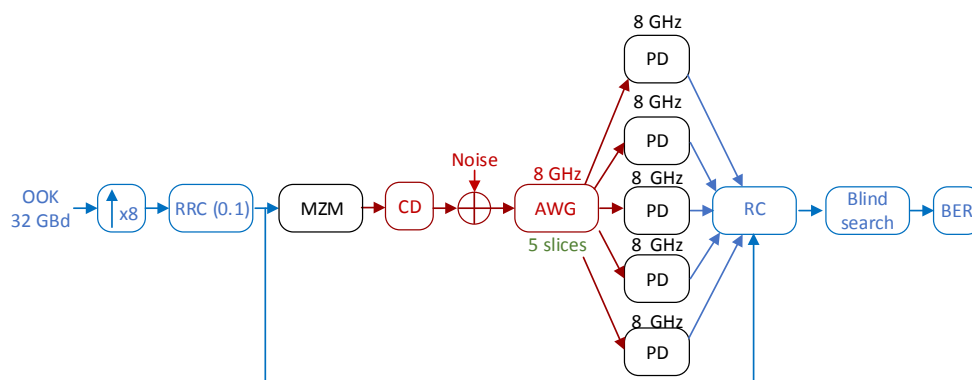 OOK
32 GBd
x8
RRC (0.1)
MZM
CD
Noise
8 GHz
AWG
5 slices
8 GHz
PD
8 GHz
PD
8 GHz
PD
8 GHz
PD
8 GHz
PD
RC
Blind
search
BER